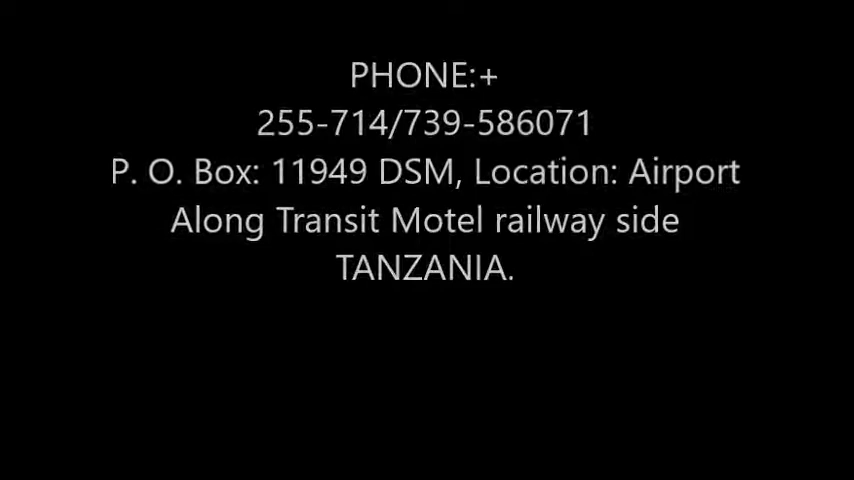 PHONE:+
255-714/739-586071
P. O. Box: 11949 DSM, Location: Airport
Along Transit Motel railway side
TANZANIA.